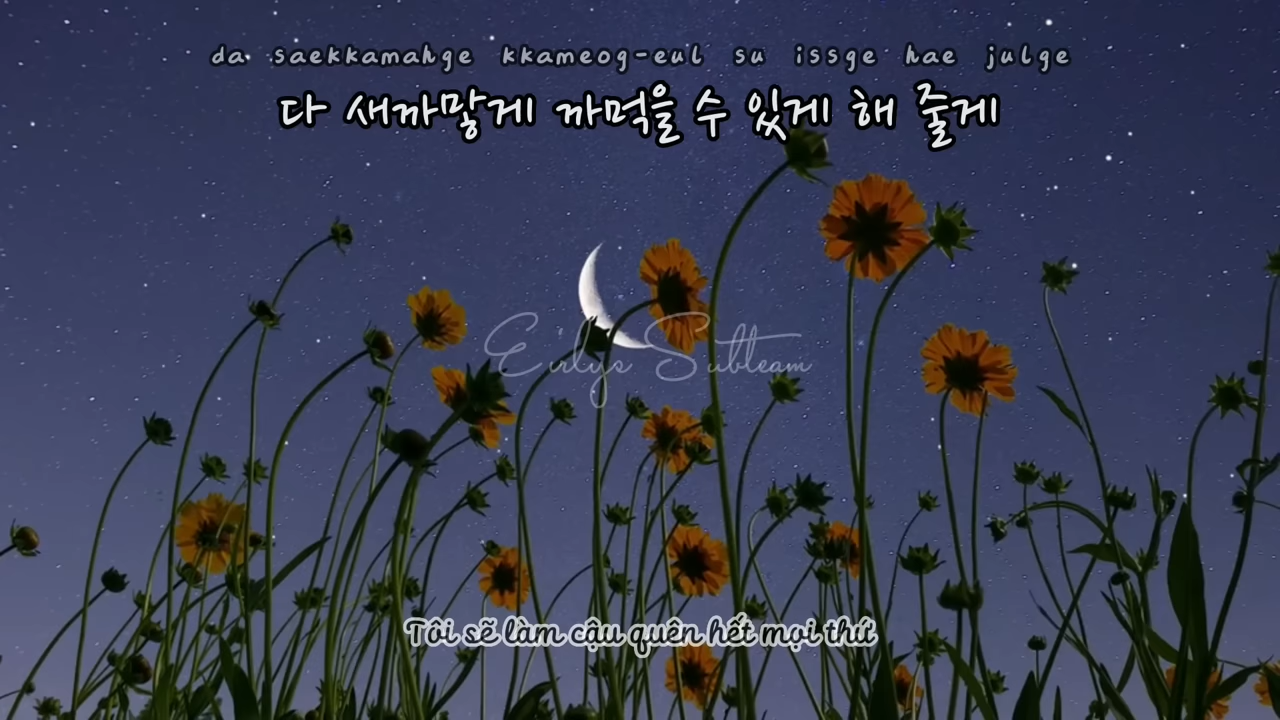 da saekkamahge kkameog-eul su issge hae julge
다 새까맣게 까먹을 수 있게 해 줄게
Eirlys Subteam
Tôi sẽ làm cậu quên hết mọi thứ